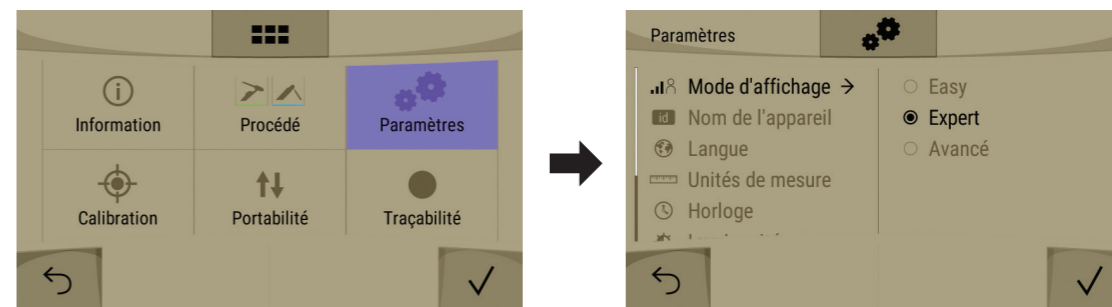 Information
Procédé
Paramètres
Calibration
Portabilité
Traçabilité
Paramètres
Mode d'affichage →
id Nom de l'appareil
Langue
Unités de mesure
Horloge
Easy
Expert
Avancé